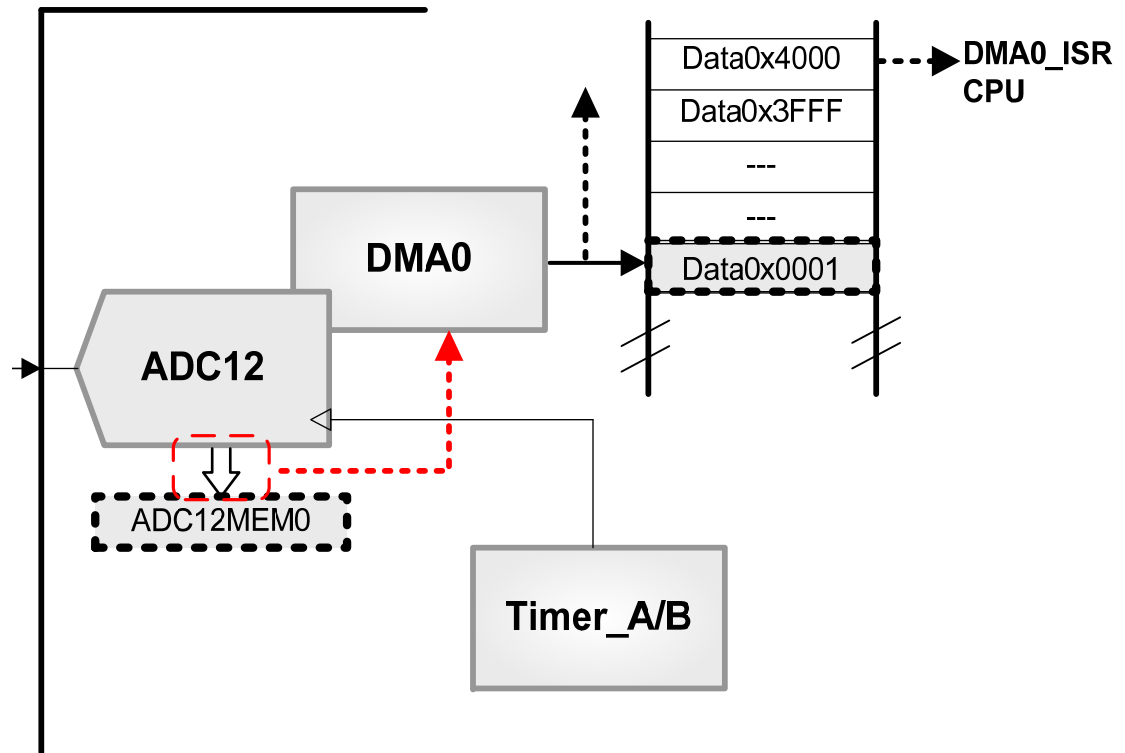 Data0x4000
DMA0_ISR
CPU
Data0x3FFF
---
---
DMA0
Data0x0001
ADC12
ADC12MEM0
Timer_A/B